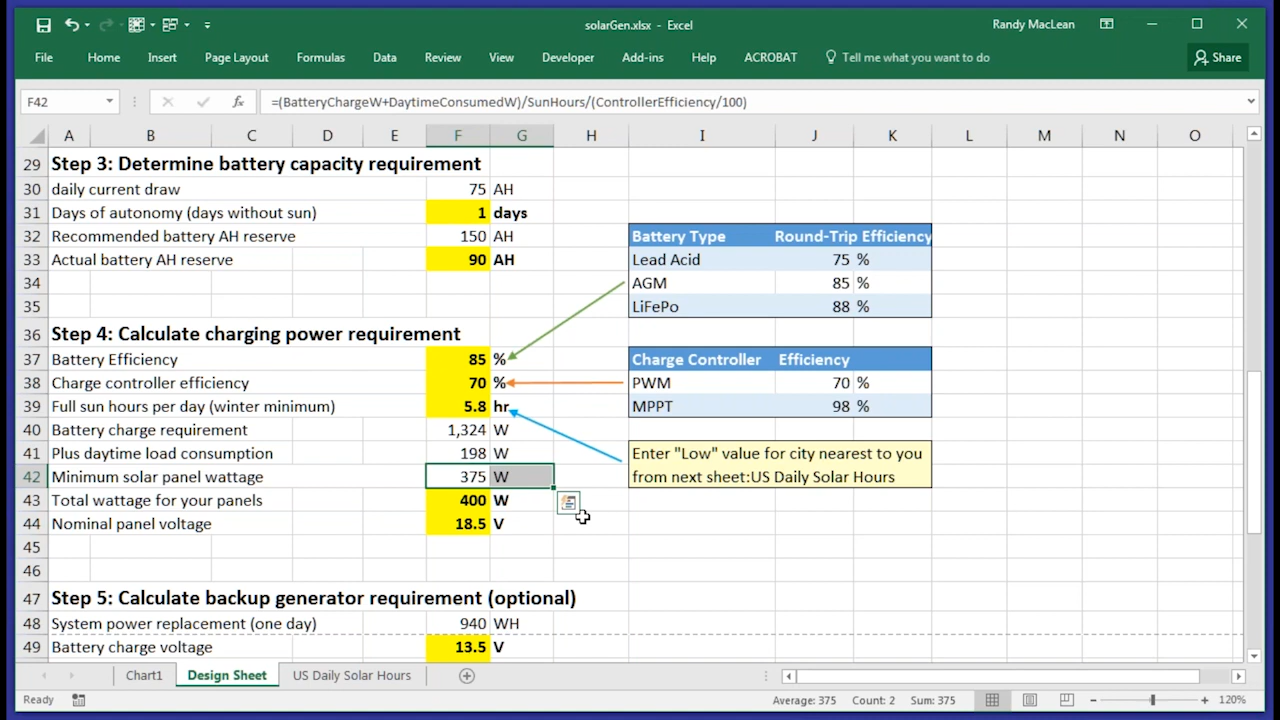 solarGen.xlsx - Excel
Randy MacLean
File Home Insert Page Layout Formulas Data Review View Developer Add-ins Help ACROBAT Tell me what you want to do Share
F42 fx =(BatteryChargeW+DaytimeConsumedW)/SunHours/(ControllerEfficiency/100)
A B C D E F G H I J K L M N O
29 Step 3: Determine battery capacity requirement
30 daily current draw 75 AH
31 Days of autonomy (days without sun) 1 days
32 Recommended battery AH reserve 150 AH Battery Type Round-Trip Efficiency
33 Actual battery AH reserve 90 AH Lead Acid 75 %
34 AGM 85 %
35 LiFePo 88 %
36 Step 4: Calculate charging power requirement
37 Battery Efficiency 85 % Charge Controller Efficiency
38 Charge controller efficiency 70 % PWM 70 %
39 Full sun hours per day (winter minimum) 5.8 hr MPPT 98 %
40 Battery charge requirement 1,324 W
41 Plus daytime load consumption 198 W Enter "Low" value for city nearest to you
42 Minimum solar panel wattage 375 W from next sheet:US Daily Solar Hours
43 Total wattage for your panels 400 W
44 Nominal panel voltage 18.5 V
45
46
47 Step 5: Calculate backup generator requirement (optional)
48 System power replacement (one day) 940 WH
49 Battery charge voltage 13.5 V
Chart1 Design Sheet US Daily Solar Hours
Ready Average: 375 Count: 2 Sum: 375 120%